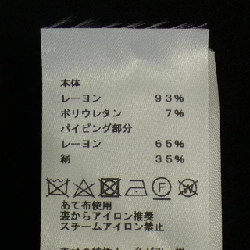 本体
レーヨン 93%
ポリウレタン 7%
パイピング部分
レーヨン 65%
絹 35%
あて布使用
裏からアイロン推奨
スチームアイロン禁止